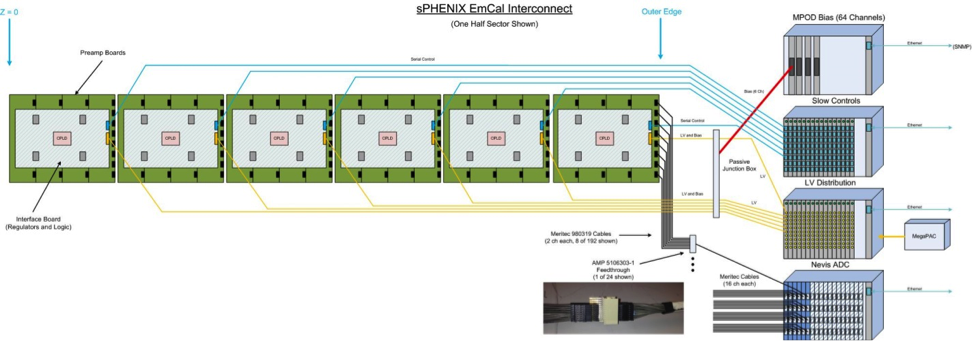 sPHENIX EmCal Interconnect
(One Half Sector Shown)
Z = 0
Outer Edge
MPOD Bias (64 Channels)
Ethernet
(SNMP)
Preamp Boards
Serial Control
Bias (6 Ch)
Slow Controls
Ethernet
Serial Control
LV and Bias
CPLD
CPLD
CPLD
CPLD
CPLD
CPLD
Passive
Junction Box
LV
LV Distribution
LV and Bias
LV
Ethernet
MegaPAC
Interface Board
(Regulators and Logic)
Meritec 980319 Cables
(2 ch each, 8 of 192 shown)
AMP 5106303-1
Feedthrough
(1 of 24 shown)
Nevis ADC
Meritec Cables
(16 ch each)
Ethernet